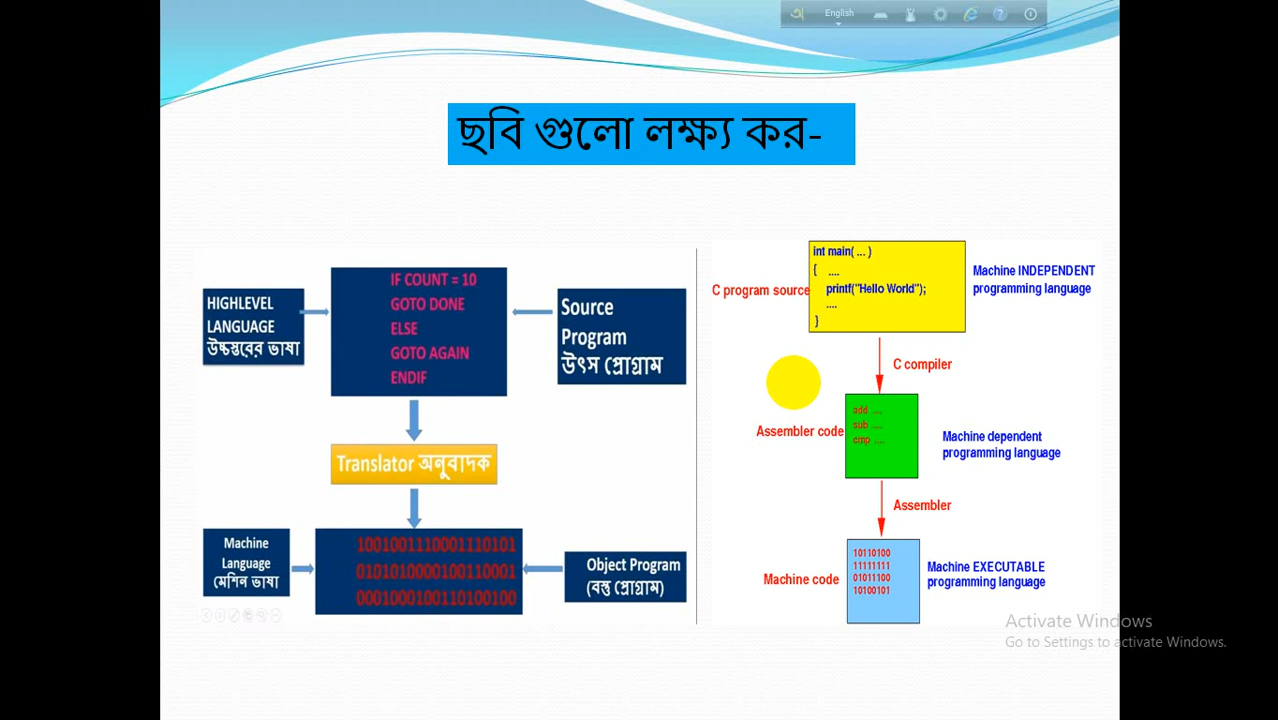 English
ছবি গুলো লক্ষ্য কর-
HIGHLEVEL
LANGUAGE
উচ্চস্তরের ভাষা
IF COUNT = 10
GOTO DONE
ELSE
GOTO AGAIN
ENDIF
Source
Program
উৎস প্রোগ্রাম
Translator অনুবাদক
Machine
Language
(মেশিন ভাষা
1001001110001110101
0101010000100110001
0001000100110100100
Object Program
(বস্তু প্রোগ্রাম)
C program source
int main( ... )
{ ....
printf("Hello World");
....
}
Machine INDEPENDENT
programming language
C compiler
Assembler code
add ....
sub ....
cmp ....
Machine dependent
programming language
Assembler
Machine code
10110100
11111111
01011100
10100101
Machine EXECUTABLE
programming language
Activate Windows
Go to Settings to activate Windows.